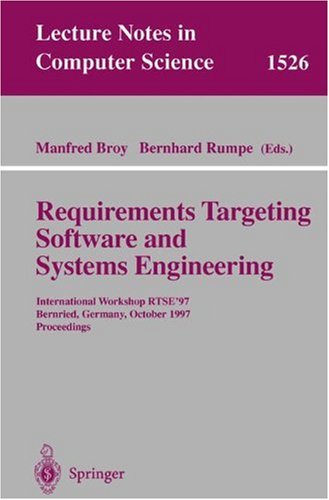 Lecture Notes in
Computer Science 1526
Manfred Broy Bernhard Rumpe (Eds.)
Requirements Targeting
Software and
Systems Engineering
International Workshop RTSE'97
Bernried, Germany, October 1997
Proceedings
Springer